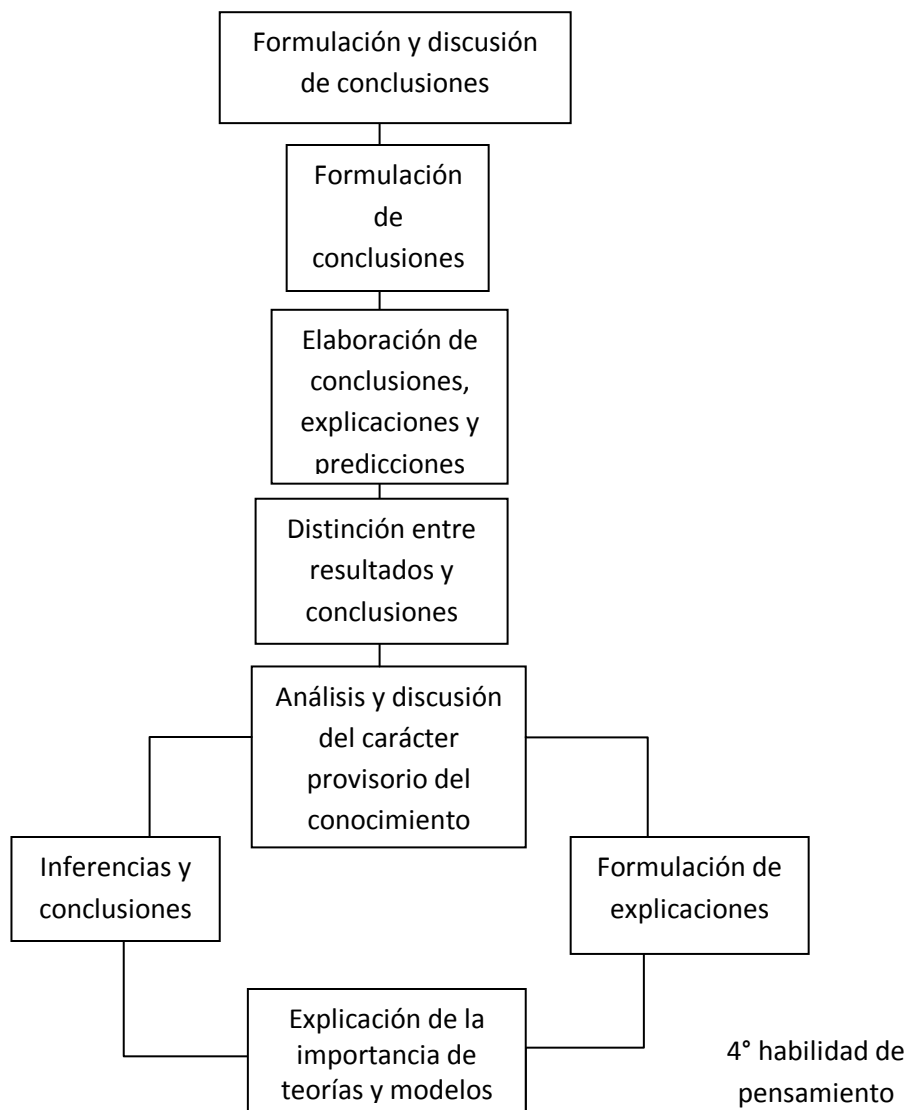 Formulación y discusión
de conclusiones
Formulación
de
conclusiones
Elaboración de
conclusiones,
explicaciones y
predicciones
Distinción entre
resultados y
conclusiones
Análisis y discusión
del carácter
provisorio del
conocimiento
Inferencias y
conclusiones
Formulación de
explicaciones
Explicación de la
importancia de
teorías y modelos
4° habilidad de
pensamiento